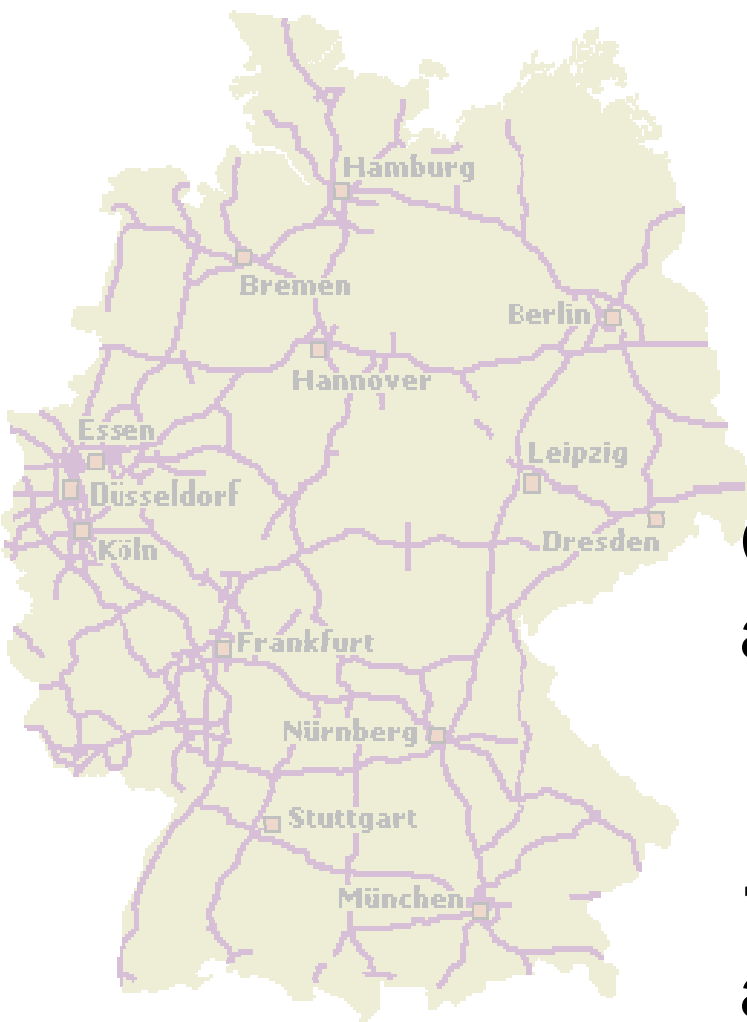 Hamburg
Bremen
Berlin
Hannover
Essen
Leipzig
Düsseldorf
Dresden
Köln
Frankfurt
Nürnberg
Stuttgart
München